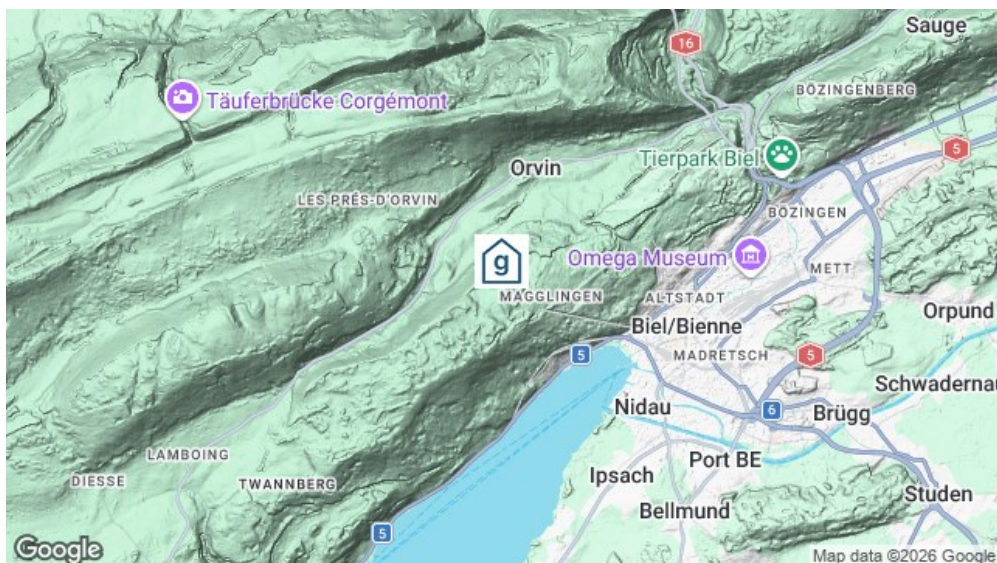 Sauge
16
BÖZINGENBERG
Täuferbrücke Corgémont
5
Tierpark Biel
Orvin
LES PRÉS-D'ORVIN
BÖZINGEN
g
Omega Museum
METT
MAGGLINGEN
ALTSTADT
Orpund
Biel/Bienne
5
MADRETSCH
5
Schwadernau
Nidau
6
Brügg
LAMBOING
Port BE
DIESSE
TWANNBERG
Ipsach
Studen
Bellmund
5
Google
Map data ©2026 Google